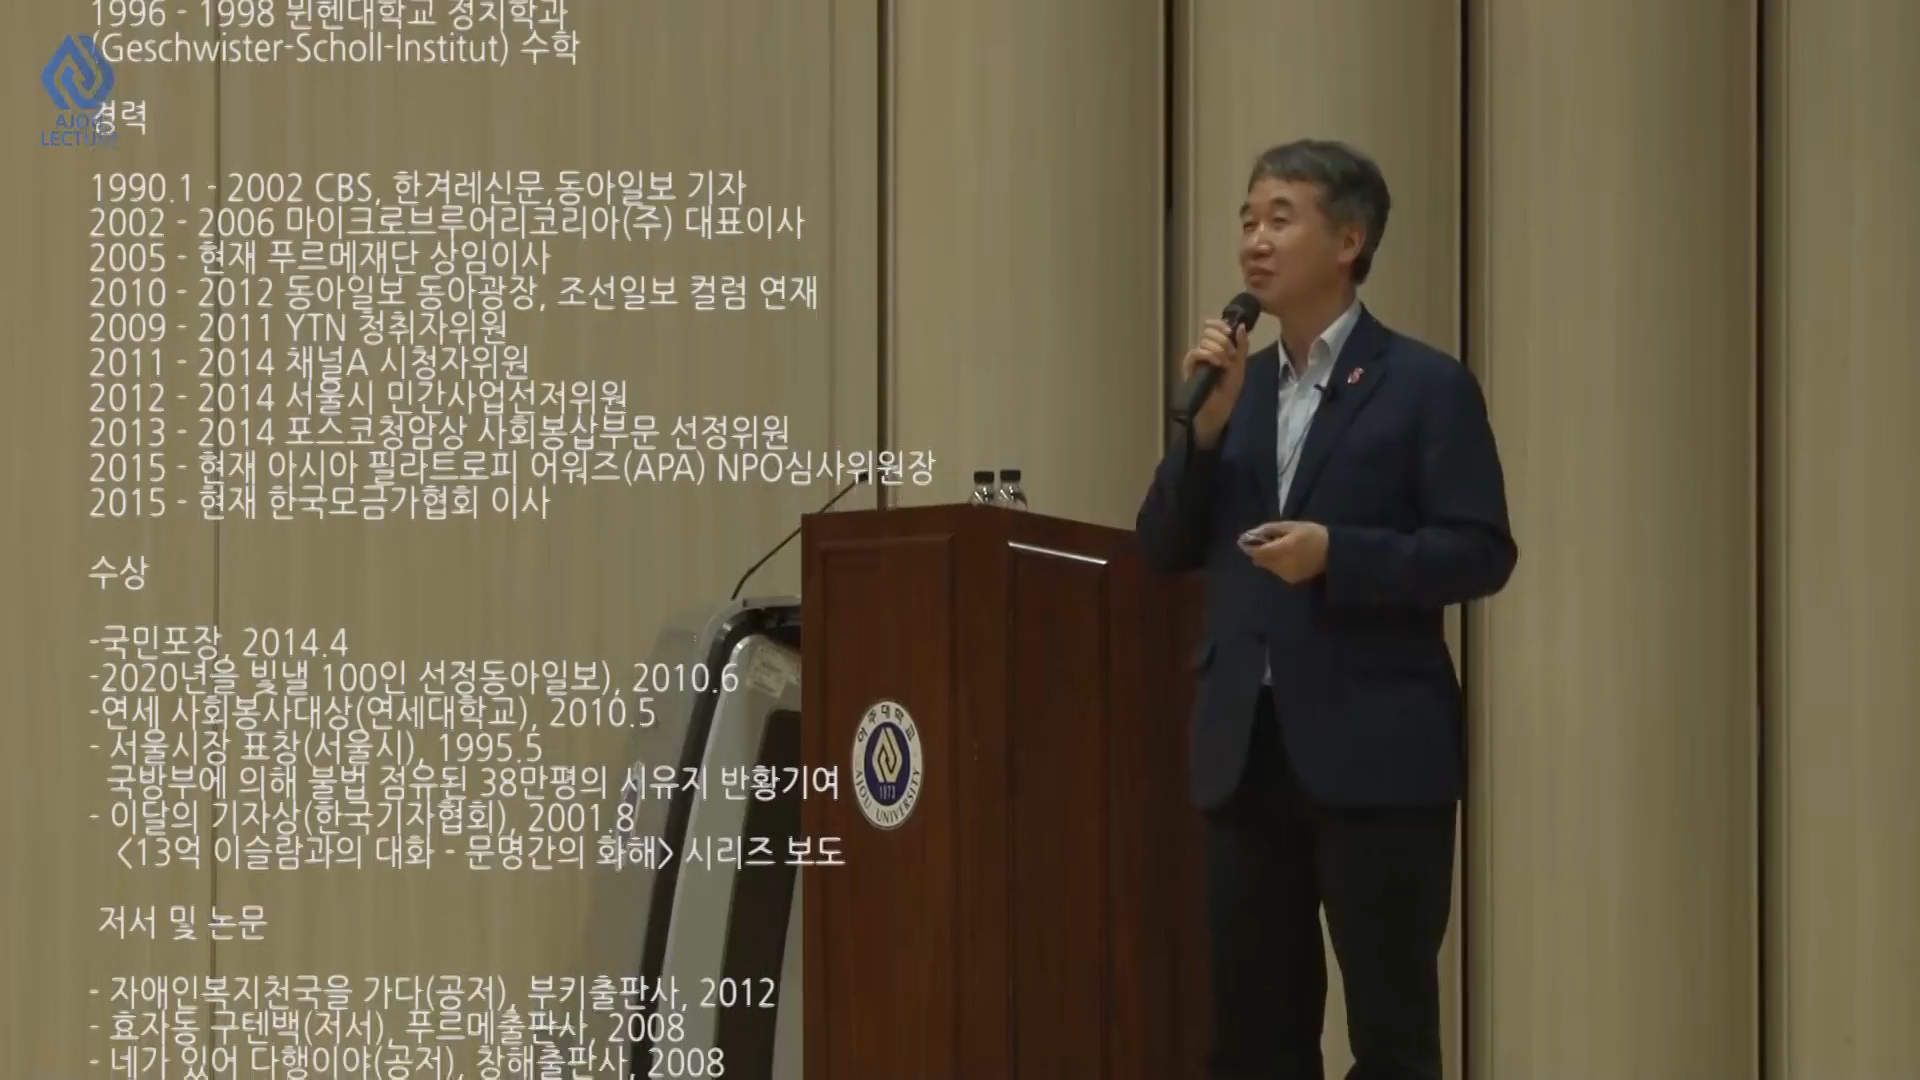 1996 - 1998 뮌헨대학교 정치학과
(Geschwister-Scholl-Institut) 수학
AJOU
LECTURE
경력
1990.1 - 2002 CBS, 한겨레신문,동아일보 기자
2002 - 2006 마이크로브루어리코리아(주) 대표이사
2005 - 현재 푸르메재단 상임이사
2010 - 2012 동아일보 동아광장, 조선일보 컬럼 연재
2009 - 2011 YTN 청취자위원
2011 - 2014 채널A 시청자위원
2012 - 2014 서울시 민간사업선저위원
2013 - 2014 포스코청암상 사회봉삽부문 선정위원
2015 - 현재 아시아 필라트로피 어워즈(APA) NPO심사위원장
2015 - 현재 한국모금가협회 이사
수상
-국민포장, 2014.4
-2020년을 빛낼 100인 선정동아일보), 2010.6
-연세 사회봉사대상(연세대학교), 2010.5
- 서울시장 표창(서울시), 1995.5
국방부에 의해 불법 점유된 38만평의 시유지 반황기여
- 이달의 기자상(한국기자협회), 2001.8
<13억 이슬람과의 대화 - 문명간의 화해> 시리즈 보도
저서 및 논문
- 자애인복지천국을 가다(공저), 부키출판사, 2012
- 효자동 구텐백(저서), 푸르메출판사, 2008
- 네가 있어 다행이야(공저), 창해출판사, 2008
아주대학교
1973
AJOU UNIVERSITY